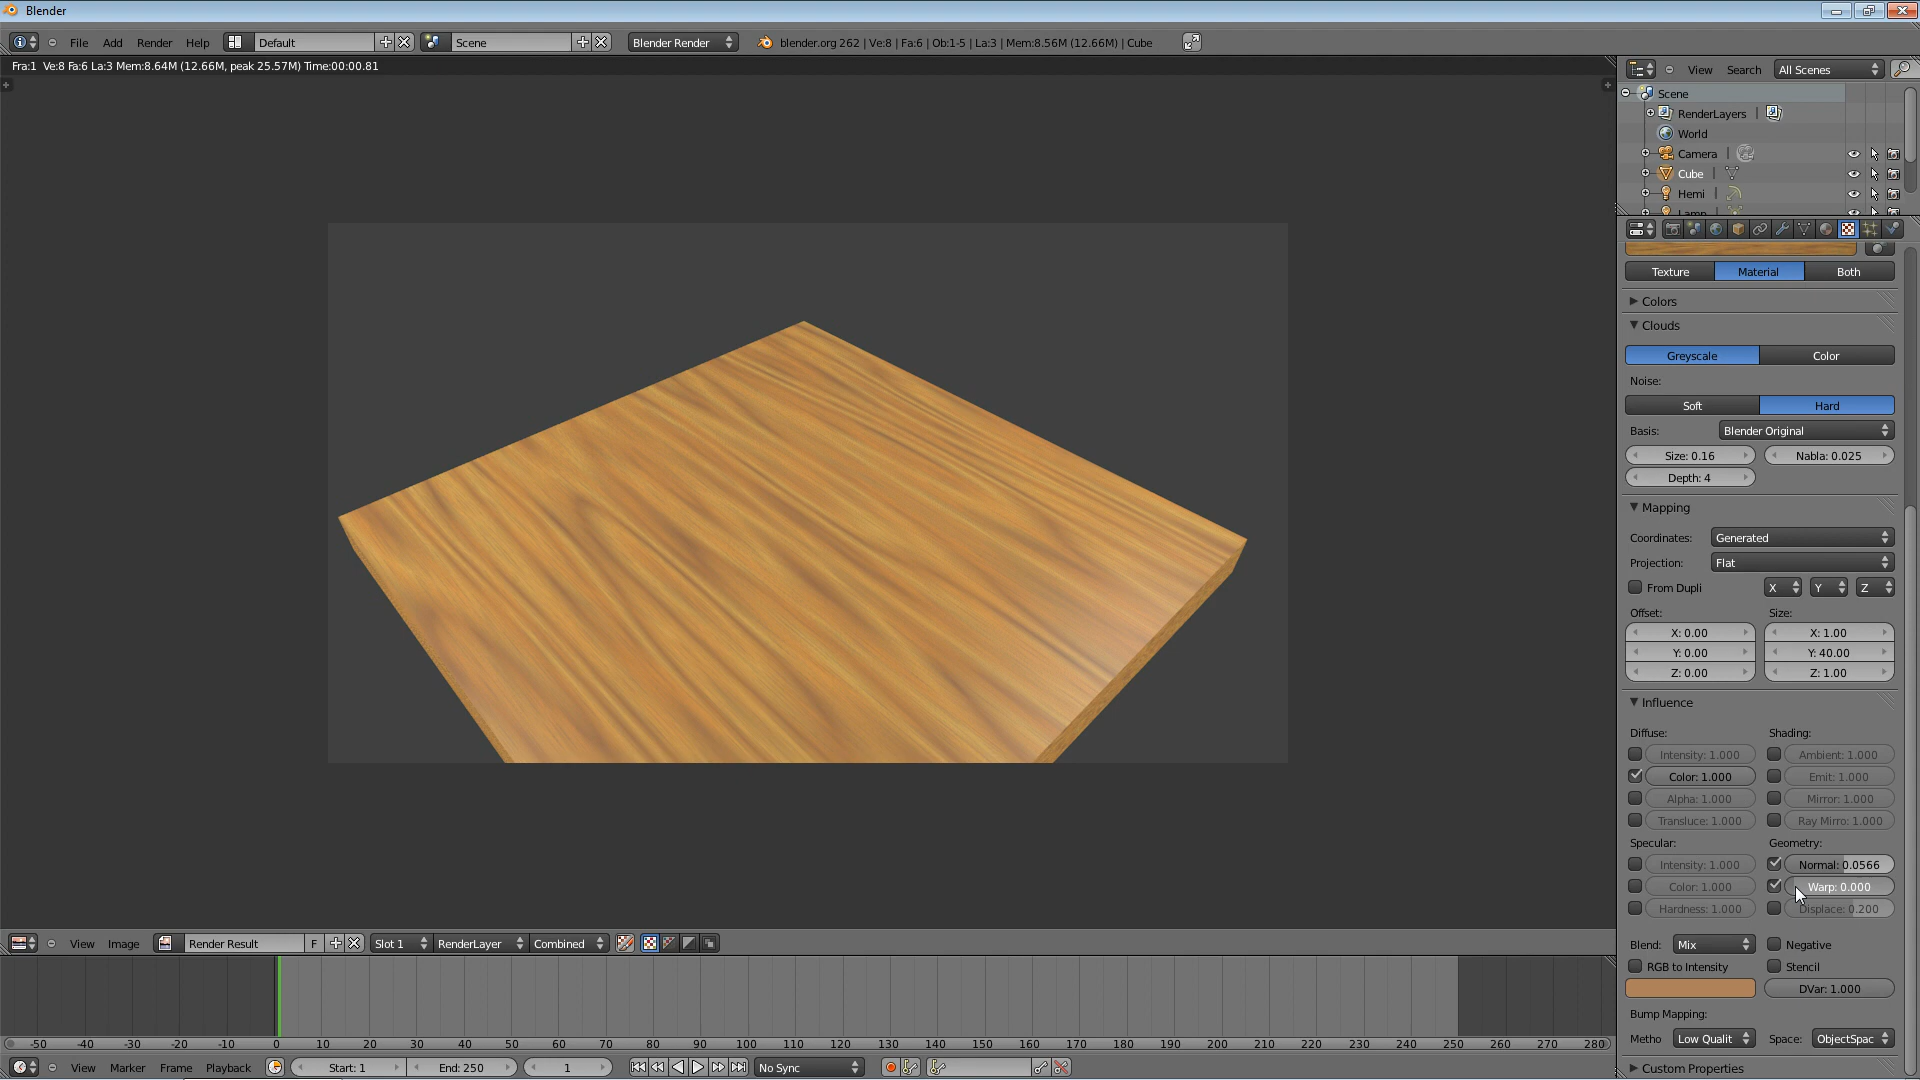 Blender
File Add Render Help Default Scene Blender Render blender.org 262 | Ve:8 | Fa:6 | Ob:1-5 | La:3 | Mem:8.56M (12.66M) | Cube
Fra:1 Ve:8 Fa:6 La:3 Mem:8.64M (12.66M, peak 25.57M) Time:00:00.81
View Search All Scenes
Scene
RenderLayers |
World
Camera |
Cube |
Hemi |
Lamp
Texture Material Both
Colors
Clouds
Greyscale Color
Noise:
Soft Hard
Basis: Blender Original
Size: 0.16 Nabla: 0.025
Depth: 4
Mapping
Coordinates: Generated
Projection: Flat
From Dupli X Y Z
Offset: Size:
X: 0.00 X: 1.00
Y: 0.00 Y: 40.00
Z: 0.00 Z: 1.00
Influence
Diffuse: Shading:
Intensity: 1.000 Ambient: 1.000
Color: 1.000 Emit: 1.000
Alpha: 1.000 Mirror: 1.000
Transluce: 1.000 Ray Mirro: 1.000
Specular: Geometry:
Intensity: 1.000 Normal: 0.0566
Color: 1.000 Warp: 0.000
Hardness: 1.000 Displace: 0.200
Blend: Mix Negative
RGB to Intensity Stencil
DVar: 1.000
Bump Mapping:
Metho Low Qualit Space: ObjectSpac
Custom Properties
View Image Render Result F Slot 1 RenderLayer Combined
-50 -40 -30 -20 -10 0 10 20 30 40 50 60 70 80 90 100 110 120 130 140 150 160 170 180 190 200 210 220 230 240 250 260 270 280
View Marker Frame Playback Start: 1 End: 250 1 No Sync